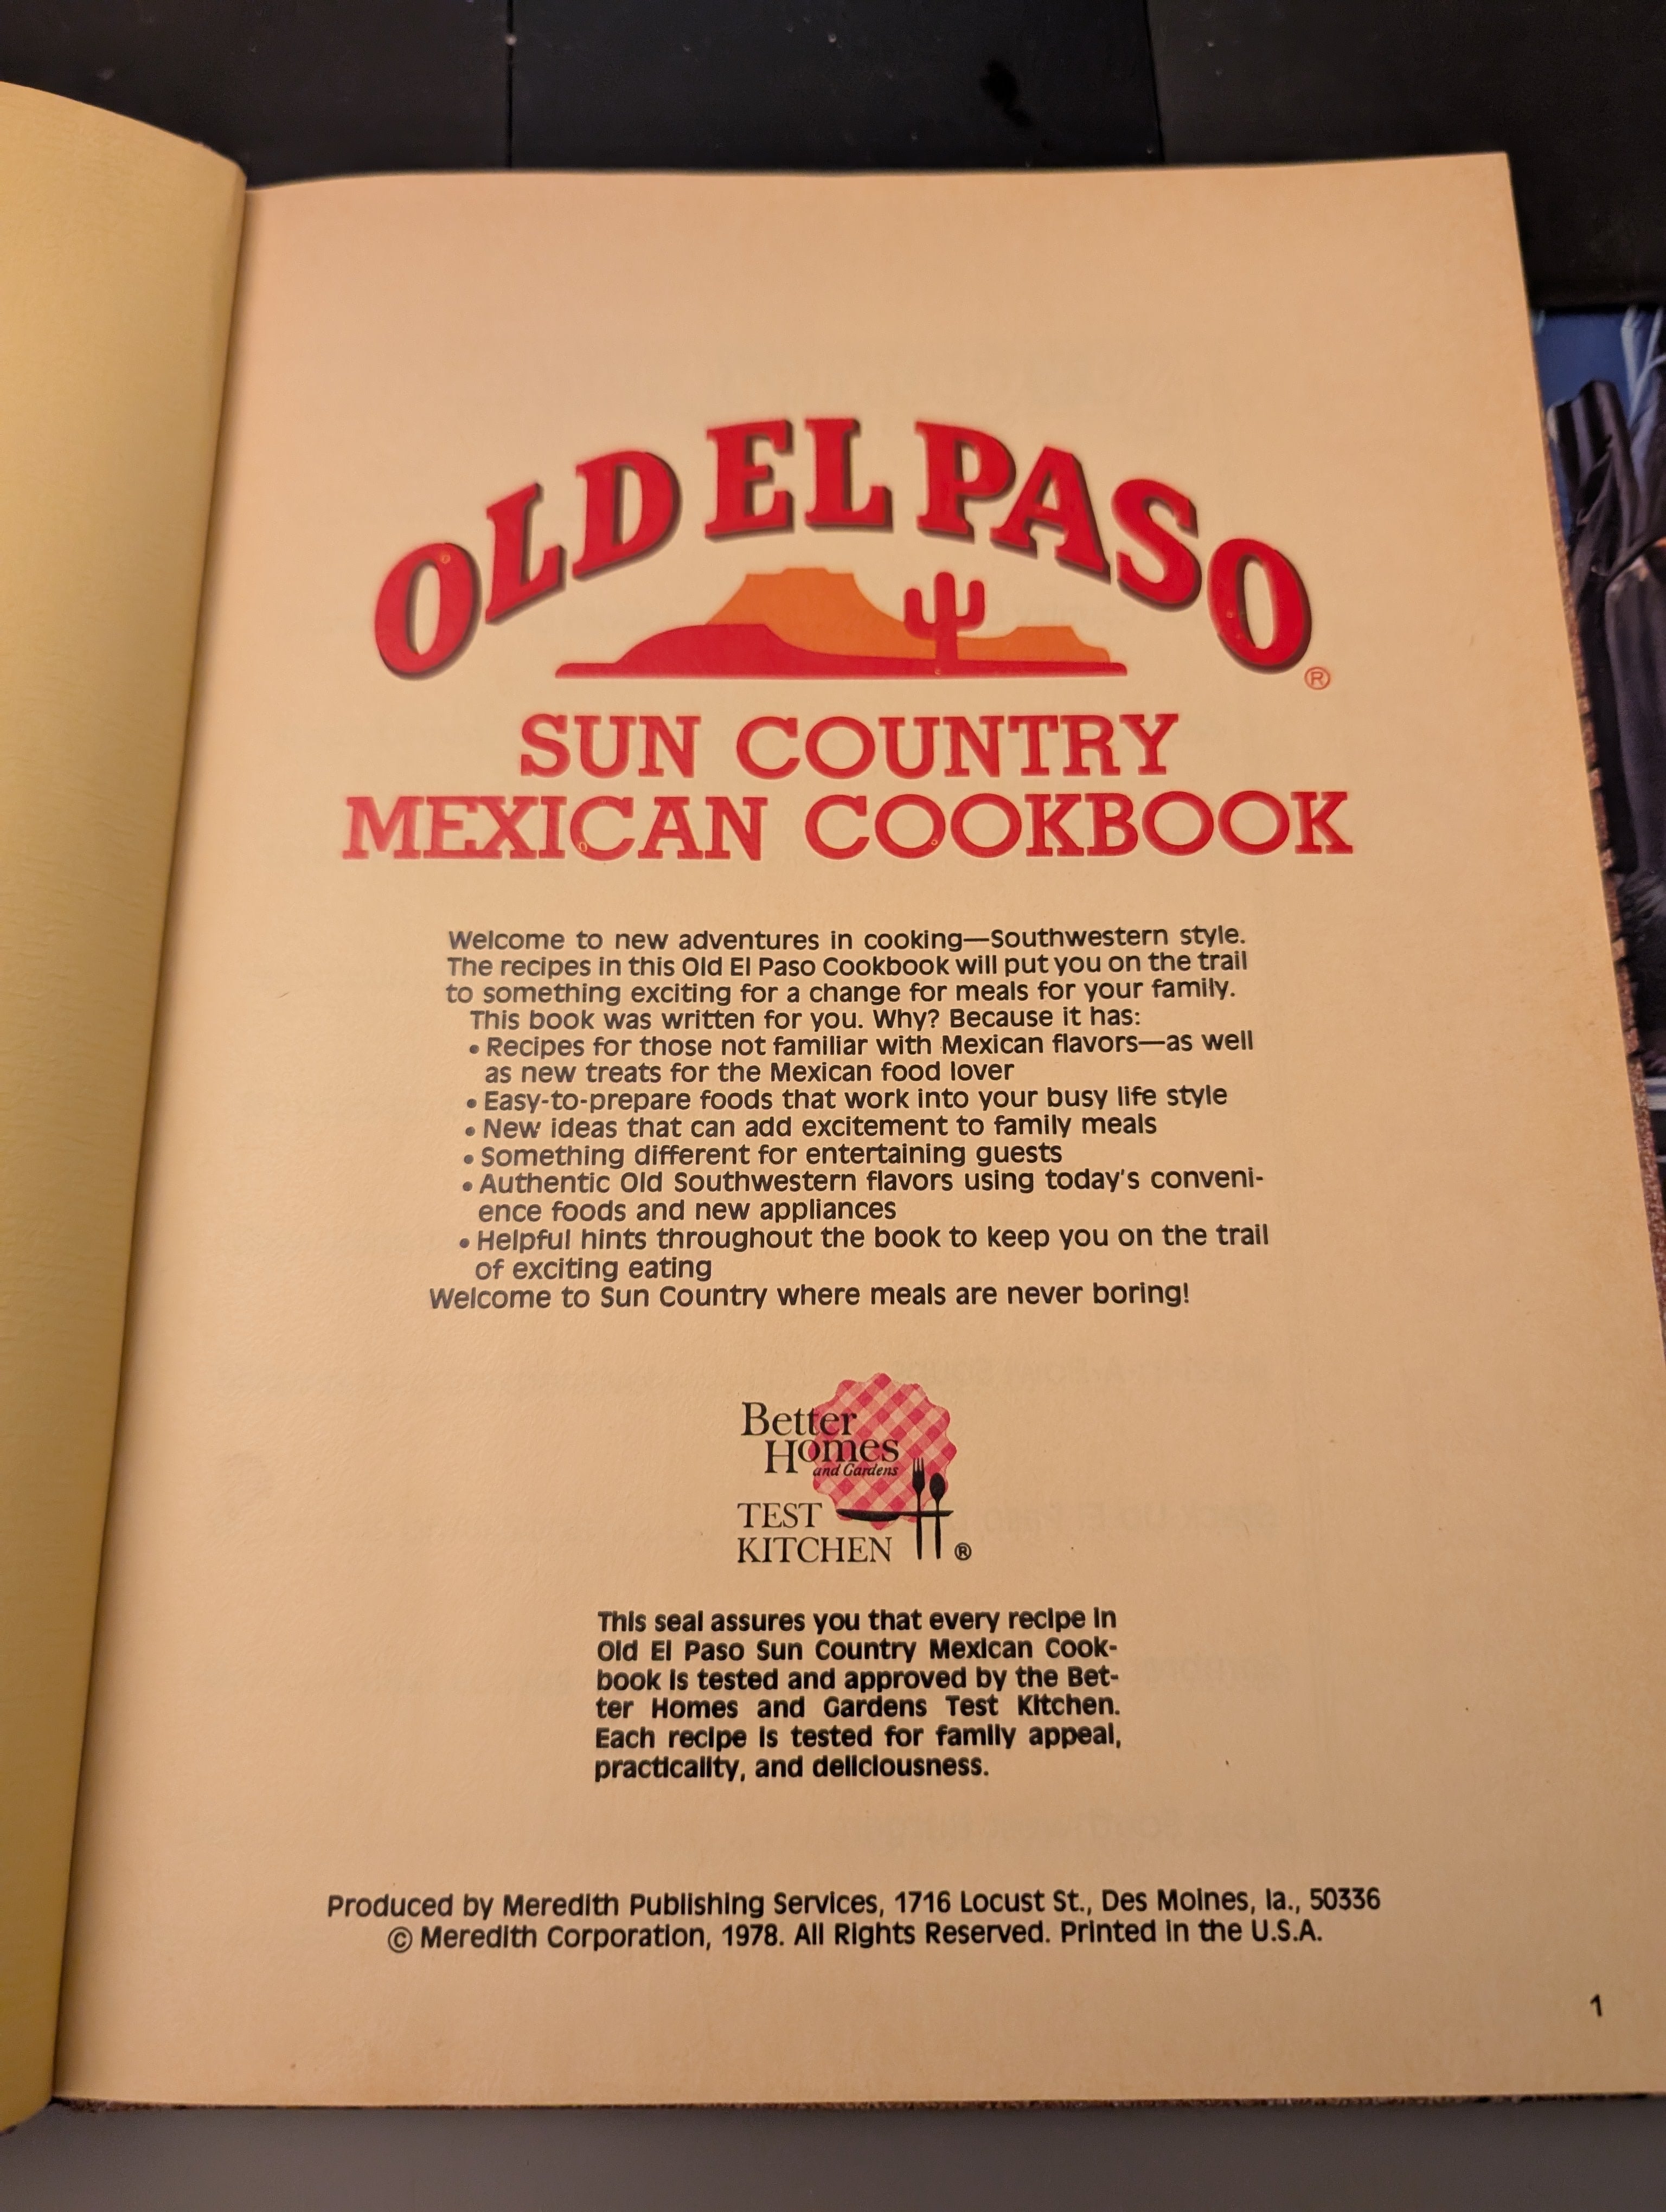 OLD EL PASO
®
SUN COUNTRY
MEXICAN COOKBOOK
Welcome to new adventures in cooking—Southwestern style.
The recipes in this Old El Paso Cookbook will put you on the trail
to something exciting for a change for meals for your family.
This book was written for you. Why? Because it has:
• Recipes for those not familiar with Mexican flavors—as well
as new treats for the Mexican food lover
• Easy-to-prepare foods that work into your busy life style
• New ideas that can add excitement to family meals
• Something different for entertaining guests
• Authentic Old Southwestern flavors using today's conveni-
ence foods and new appliances
• Helpful hints throughout the book to keep you on the trail
of exciting eating
Welcome to Sun Country where meals are never boring!
Better
Homes
and Gardens
TEST
KITCHEN ®
This seal assures you that every recipe in
Old El Paso Sun Country Mexican Cook-
book is tested and approved by the Bet-
ter Homes and Gardens Test Kitchen.
Each recipe is tested for family appeal,
practicality, and deliciousness.
Produced by Meredith Publishing Services, 1716 Locust St., Des Moines, Ia., 50336
© Meredith Corporation, 1978. All Rights Reserved. Printed in the U.S.A.
1